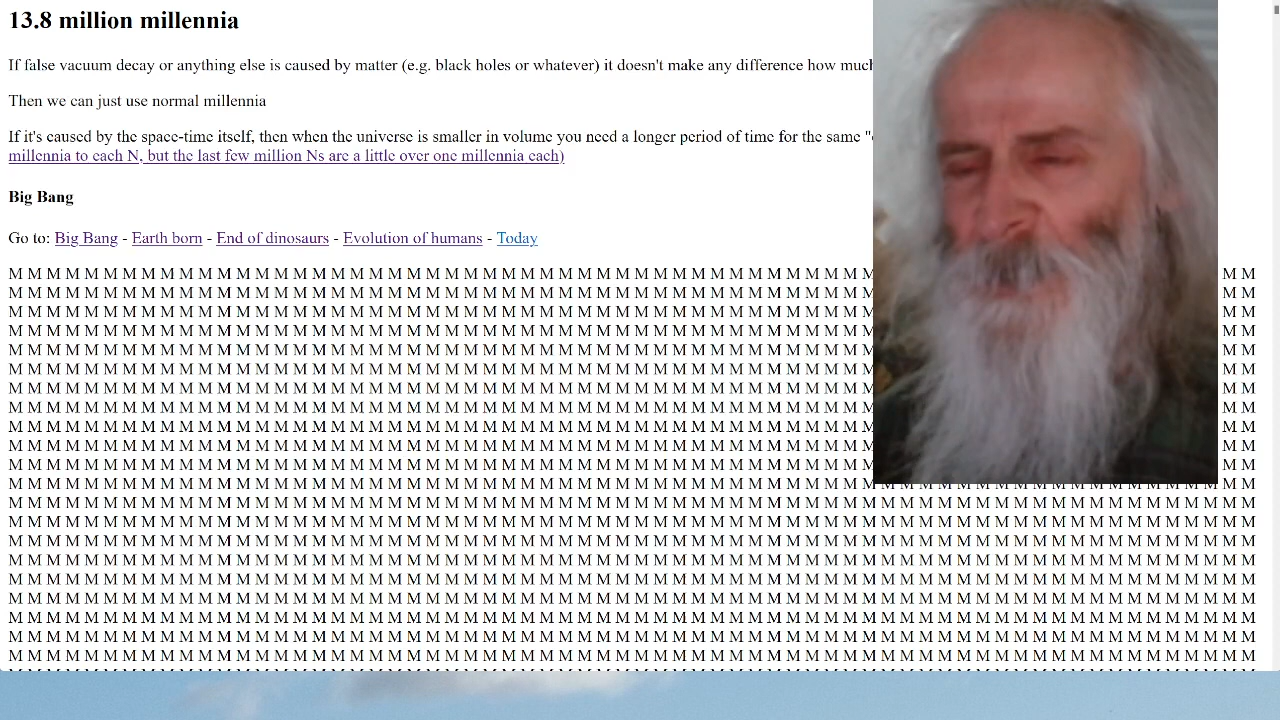 13.8 million millennia
If false vacuum decay or anything else is caused by matter (e.g. black holes or whatever) it doesn't make any difference how much
Then we can just use normal millennia
If it's caused by the space-time itself, then when the universe is smaller in volume you need a longer period of time for the same "
millennia to each N, but the last few million Ns are a little over one millennia each)
Big Bang
Go to: Big Bang - Earth born - End of dinosaurs - Evolution of humans - Today
M M M M M M M M M M M M M M M M M M M M M M M M M M M M M M M M M M M M M M M M M M M M M M M M
M M M M M M M M M M M M M M M M M M M M M M M M M M M M M M M M M M M M M M M M M M M M M M M M
M M M M M M M M M M M M M M M M M M M M M M M M M M M M M M M M M M M M M M M M M M M M M M M M
M M M M M M M M M M M M M M M M M M M M M M M M M M M M M M M M M M M M M M M M M M M M M M M M
M M M M M M M M M M M M M M M M M M M M M M M M M M M M M M M M M M M M M M M M M M M M M M M M
M M M M M M M M M M M M M M M M M M M M M M M M M M M M M M M M M M M M M M M M M M M M M M M M
M M M M M M M M M M M M M M M M M M M M M M M M M M M M M M M M M M M M M M M M M M M M M M M M
M M M M M M M M M M M M M M M M M M M M M M M M M M M M M M M M M M M M M M M M M M M M M M M M
M M M M M M M M M M M M M M M M M M M M M M M M M M M M M M M M M M M M M M M M M M M M M M M M
M M M M M M M M M M M M M M M M M M M M M M M M M M M M M M M M M M M M M M M M M M M M M M M M
M M M M M M M M M M M M M M M M M M M M M M M M M M M M M M M M M M M M M M M M M M M M M M M M
M M M M M M M M M M M M M M M M M M M M M M M M M M M M M M M M M M M M M M M M M M M M M M M M
M M M M M M M M M M M M M M M M M M M M M M M M M M M M M M M M M M M M M M M M M M M M M M M M M M M M M M M M M M M M M M M M M M
M M M M M M M M M M M M M M M M M M M M M M M M M M M M M M M M M M M M M M M M M M M M M M M M M M M M M M M M M M M M M M M M M M
M M M M M M M M M M M M M M M M M M M M M M M M M M M M M M M M M M M M M M M M M M M M M M M M M M M M M M M M M M M M M M M M M M
M M M M M M M M M M M M M M M M M M M M M M M M M M M M M M M M M M M M M M M M M M M M M M M M M M M M M M M M M M M M M M M M M M
M M M M M M M M M M M M M M M M M M M M M M M M M M M M M M M M M M M M M M M M M M M M M M M M M M M M M M M M M M M M M M M M M M
M M M M M M M M M M M M M M M M M M M M M M M M M M M M M M M M M M M M M M M M M M M M M M M M M M M M M M M M M M M M M M M M M M
M M M M M M M M M M M M M M M M M M M M M M M M M M M M M M M M M M M M M M M M M M M M M M M M M M M M M M M M M M M M M M M M M M
M M M M M M M M M M M M M M M M M M M M M M M M M M M M M M M M M M M M M M M M M M M M M M M M M M M M M M M M M M M M M M M M M M
M M M M M M M M M M M M M M M M M M M M M M M M M M M M M M M M M M M M M M M M M M M M M M M M M M M M M M M M M M M M M M M M M M